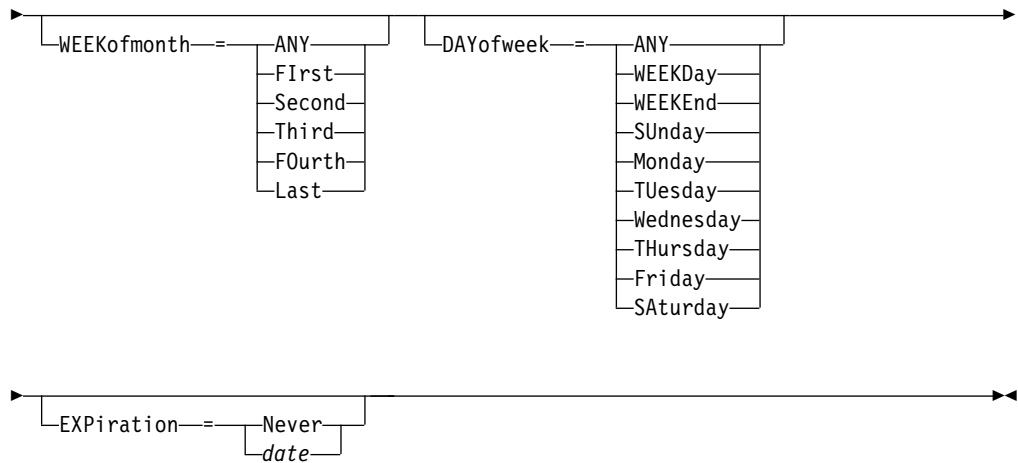 WEEKofmonth = ANY DAYofweek = ANY
FIrst WEEKDay
Second WEEKEnd
Third SUnday
FOurth Monday
Last TUesday
Wednesday
THursday
Friday
SAturday
EXPiration = Never
date